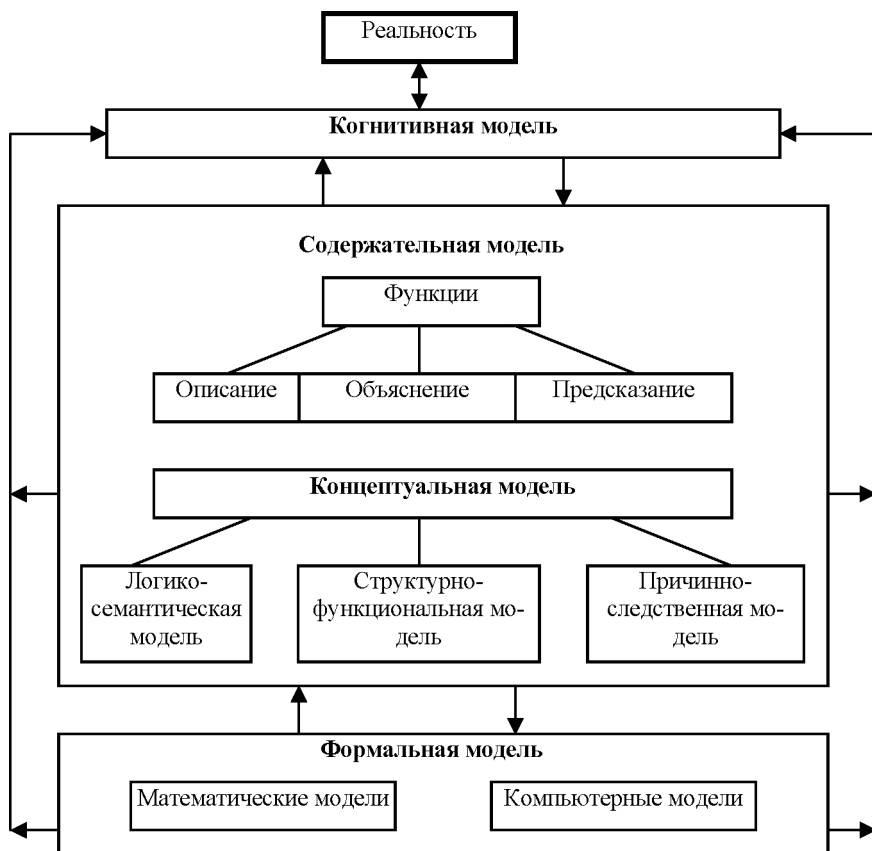 Реальность
Когнитивная модель
Содержательная модель
Функции
Описание
Объяснение
Предсказание
Концептуальная модель
Логико-
семантическая
модель
Структурно-
функциональная мо-
дель
Причинно-
следственная мо-
дель
Формальная модель
Математические модели
Компьютерные модели